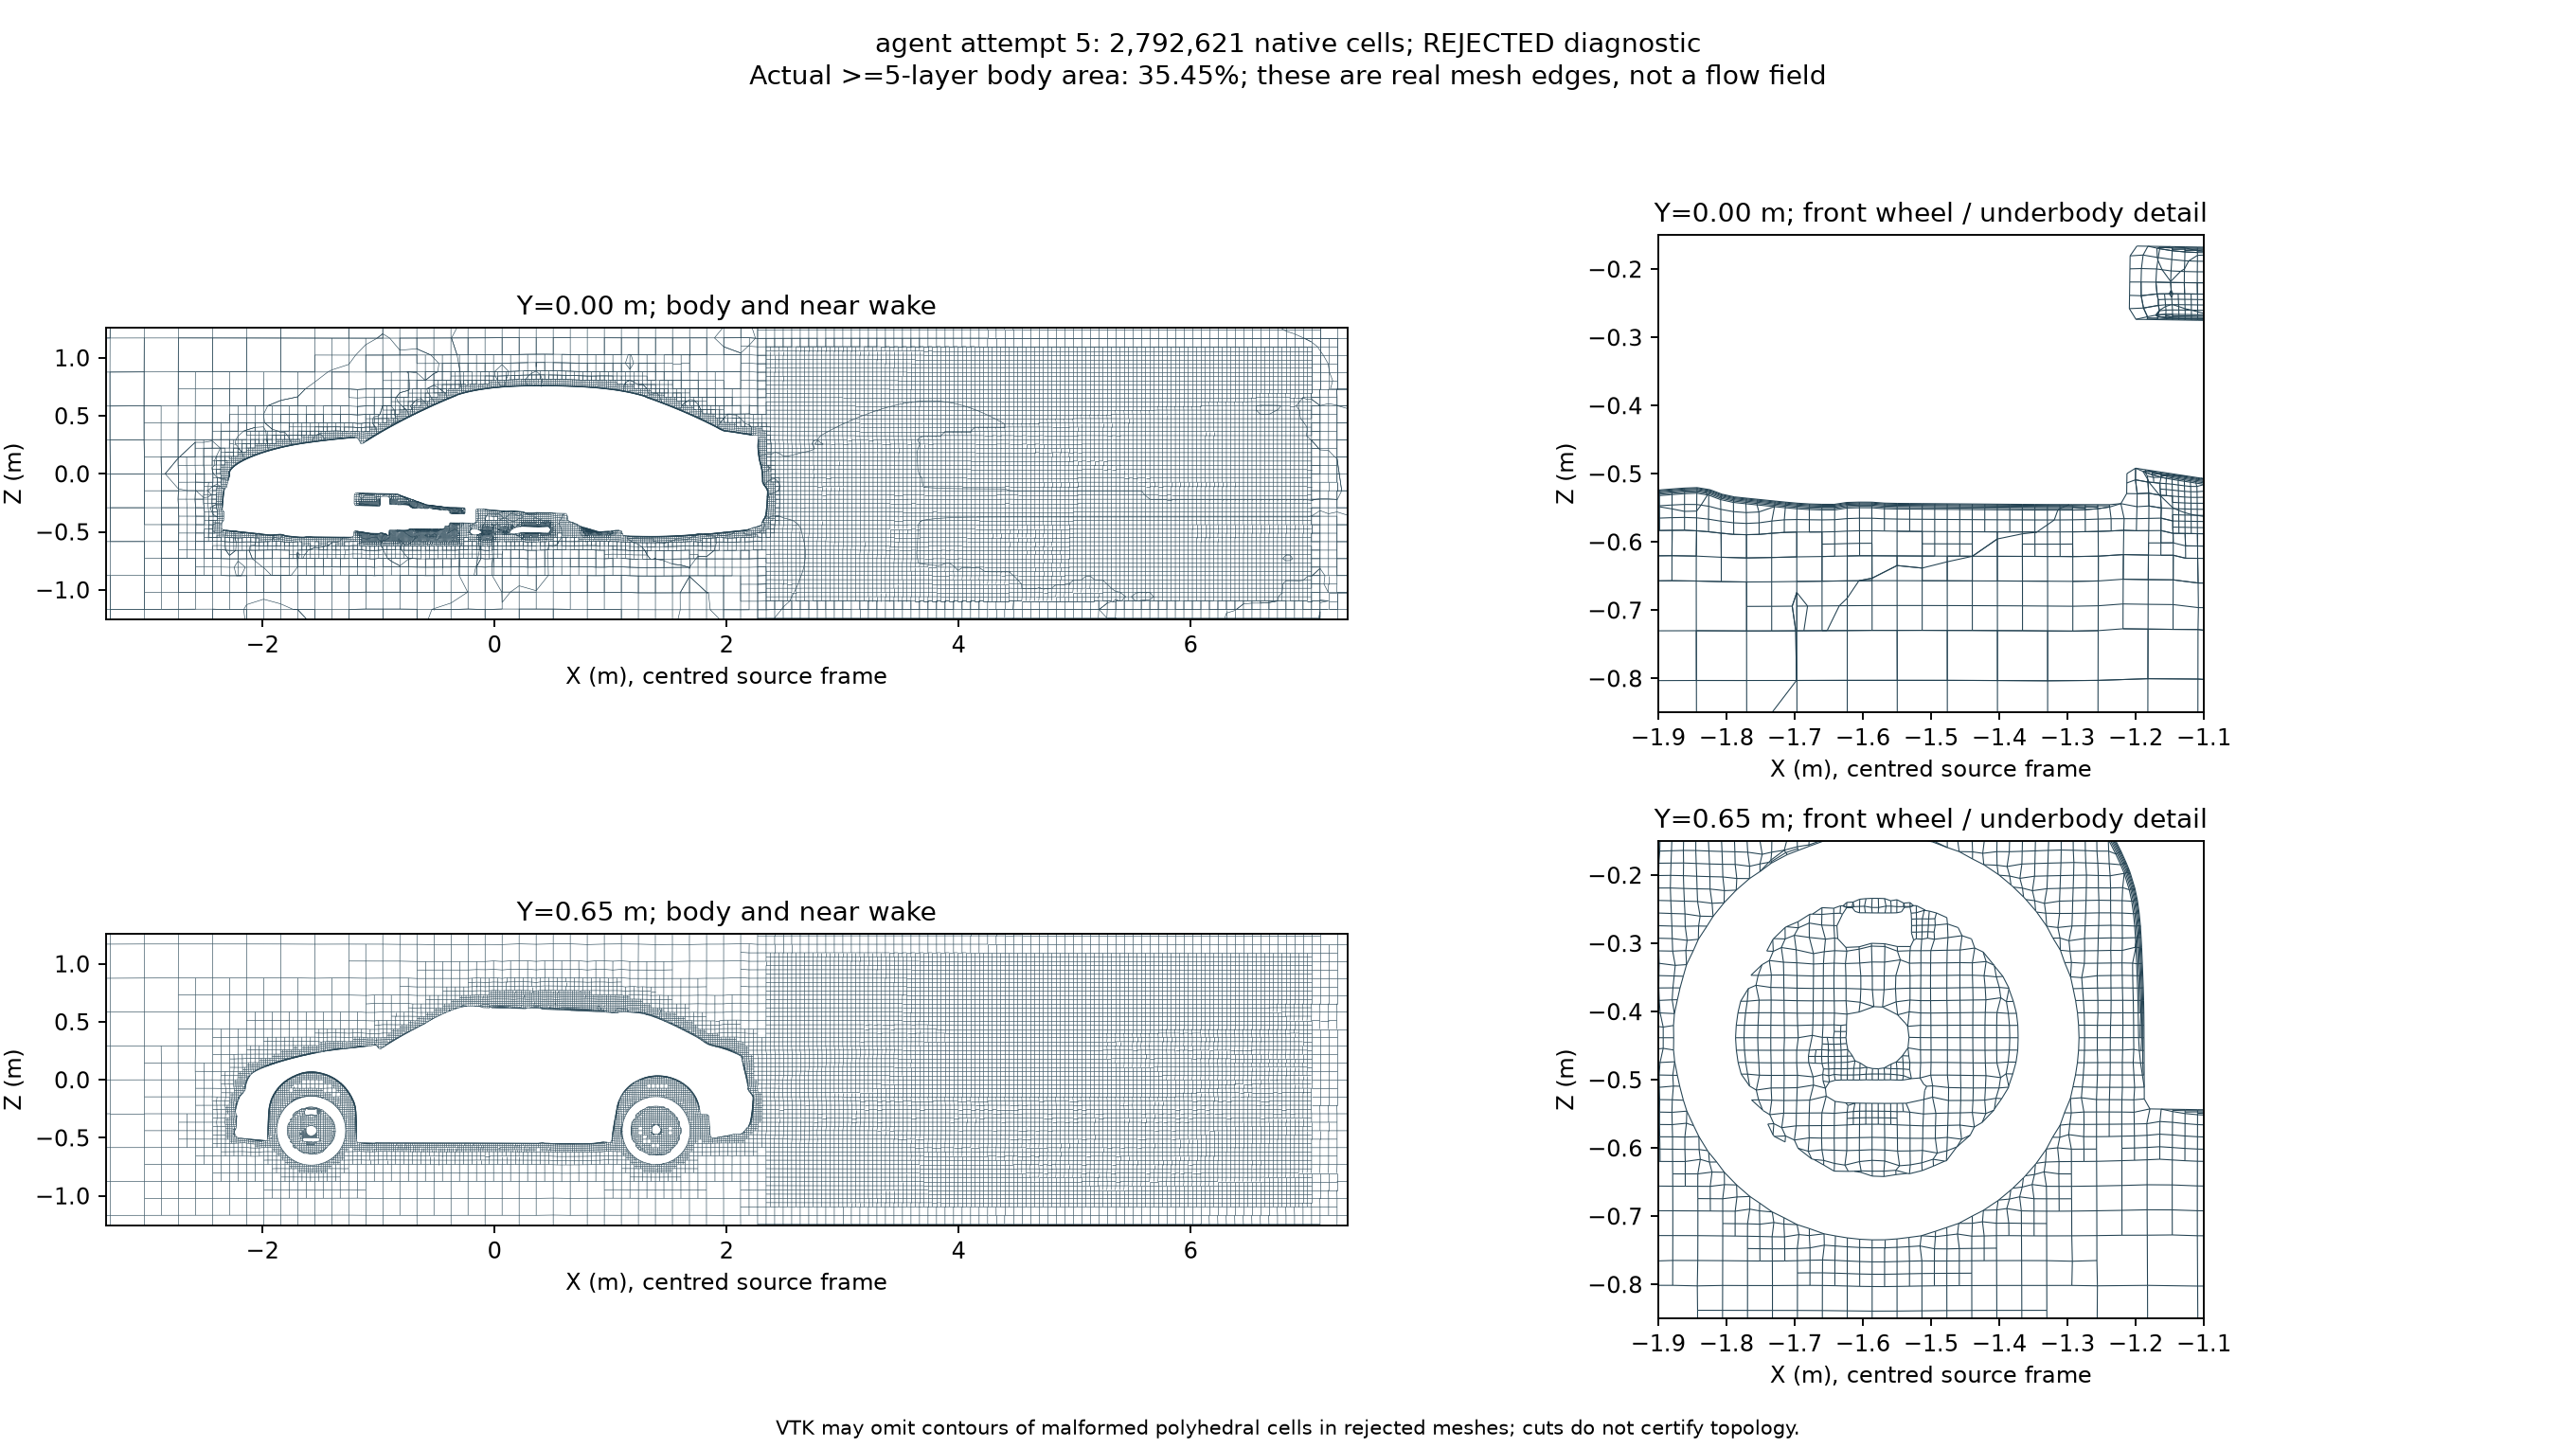 agent attempt 5: 2,792,621 native cells; REJECTED diagnostic
Actual >=5-layer body area: 35.45%; these are real mesh edges, not a flow field
Y=0.00 m; body and near wake
1.0
0.5
0.0
−0.5
−1.0
Z (m)
−2 0 2 4 6
X (m), centred source frame
Y=0.00 m; front wheel / underbody detail
−0.2
−0.3
−0.4
−0.5
−0.6
−0.7
−0.8
Z (m)
−1.9 −1.8 −1.7 −1.6 −1.5 −1.4 −1.3 −1.2 −1.1
X (m), centred source frame
Y=0.65 m; body and near wake
1.0
0.5
0.0
−0.5
−1.0
Z (m)
−2 0 2 4 6
X (m), centred source frame
Y=0.65 m; front wheel / underbody detail
−0.2
−0.3
−0.4
−0.5
−0.6
−0.7
−0.8
Z (m)
−1.9 −1.8 −1.7 −1.6 −1.5 −1.4 −1.3 −1.2 −1.1
X (m), centred source frame
VTK may omit contours of malformed polyhedral cells in rejected meshes; cuts do not certify topology.